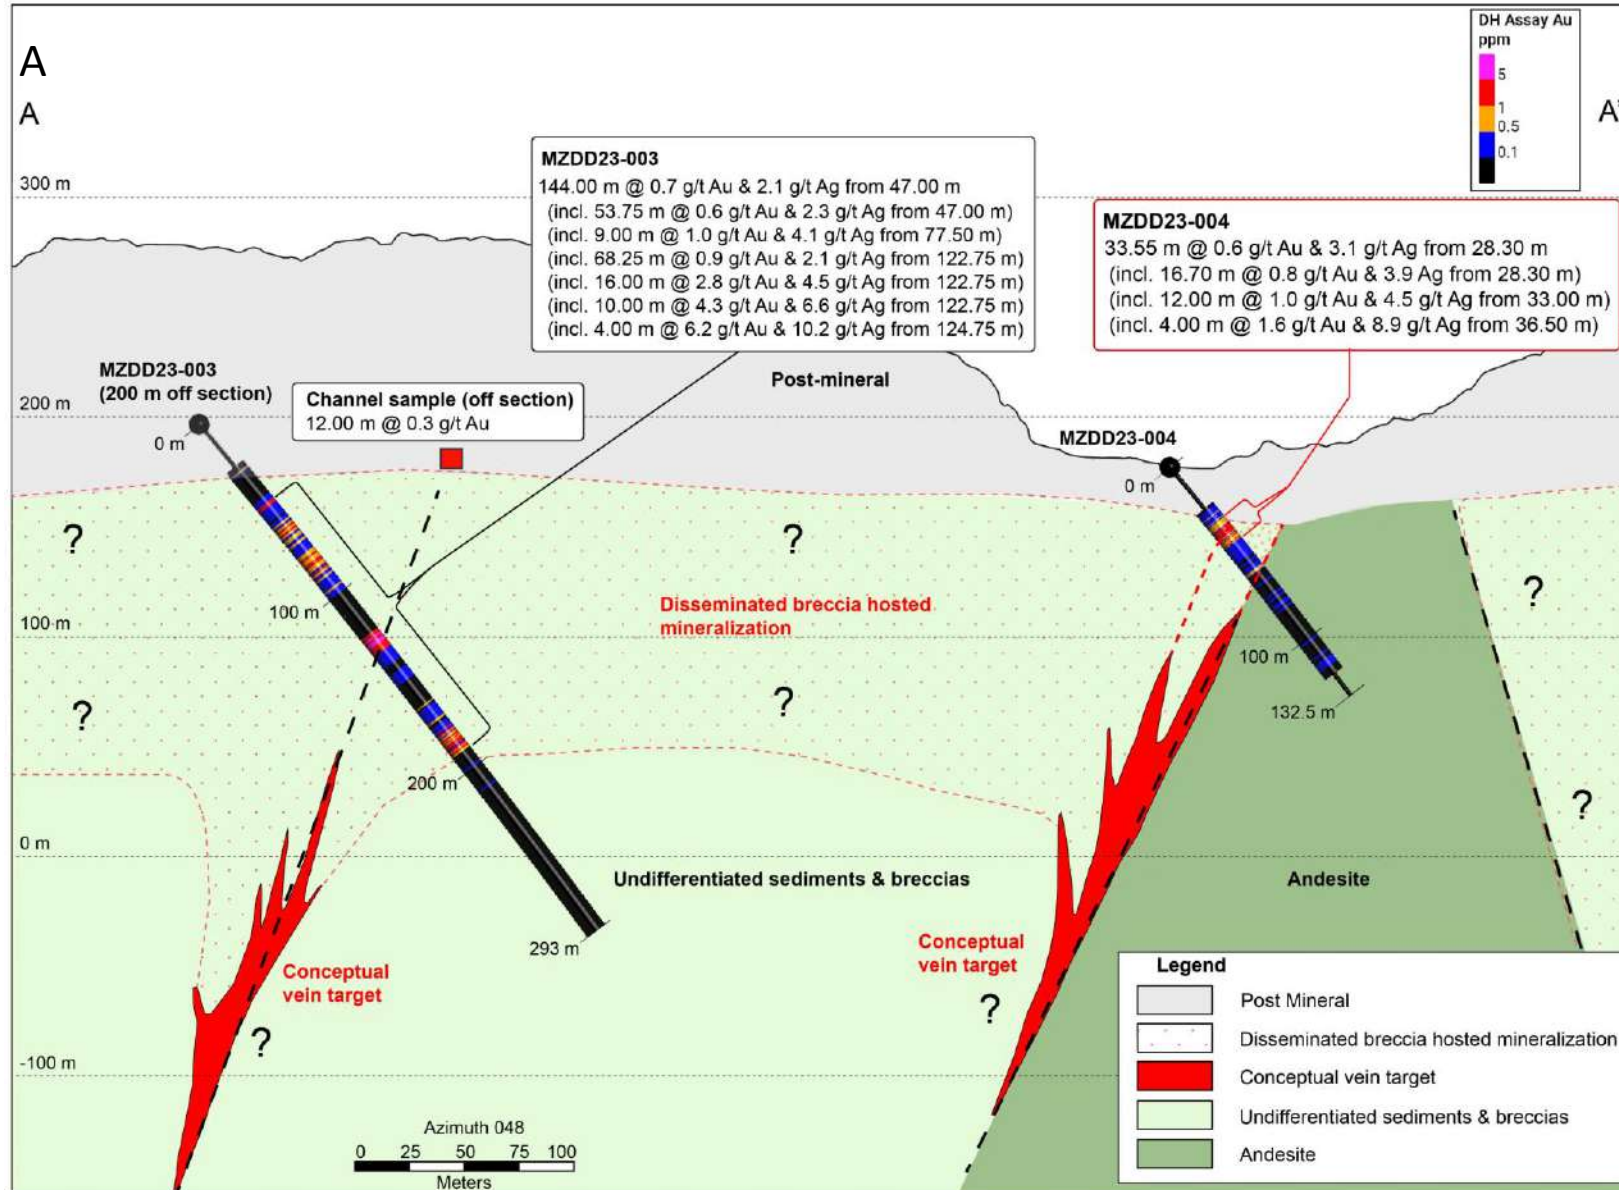 A
A
A'
DH Assay Au
ppm
5
1
0.5
0.1
MZDD23-003
144.00 m @ 0.7 g/t Au & 2.1 g/t Ag from 47.00 m
(incl. 53.75 m @ 0.6 g/t Au & 2.3 g/t Ag from 47.00 m)
(incl. 9.00 m @ 1.0 g/t Au & 4.1 g/t Ag from 77.50 m)
(incl. 68.25 m @ 0.9 g/t Au & 2.1 g/t Ag from 122.75 m)
(incl. 16.00 m @ 2.8 g/t Au & 4.5 g/t Ag from 122.75 m)
(incl. 10.00 m @ 4.3 g/t Au & 6.6 g/t Ag from 122.75 m)
(incl. 4.00 m @ 6.2 g/t Au & 10.2 g/t Ag from 124.75 m)
MZDD23-004
33.55 m @ 0.6 g/t Au & 3.1 g/t Ag from 28.30 m
(incl. 16.70 m @ 0.8 g/t Au & 3.9 Ag from 28.30 m)
(incl. 12.00 m @ 1.0 g/t Au & 4.5 g/t Ag from 33.00 m)
(incl. 4.00 m @ 1.6 g/t Au & 8.9 g/t Ag from 36.50 m)
300 m
MZDD23-003
(200 m off section)
Channel sample (off section)
12.00 m @ 0.3 g/t Au
Post-mineral
200 m
0 m
MZDD23-004
0 m
?
?
?
Disseminated breccia hosted
mineralization
100 m
100 m
100 m
?
?
?
132.5 m
200 m
0 m
Undifferentiated sediments & breccias
Andesite
293 m
Conceptual
vein target
?
Conceptual
vein target
?
-100 m
Azimuth 048
0 25 50 75 100
Meters
Legend
Post Mineral
Disseminated breccia hosted mineralization
Conceptual vein target
Undifferentiated sediments & breccias
Andesite